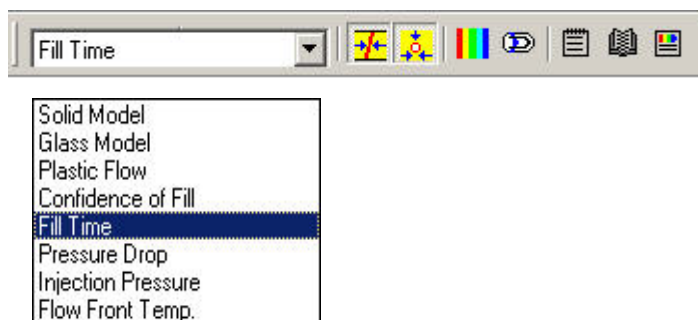 Fill Time
Solid Model
Glass Model
Plastic Flow
Confidence of Fill
Fill Time
Pressure Drop
Injection Pressure
Flow Front Temp.